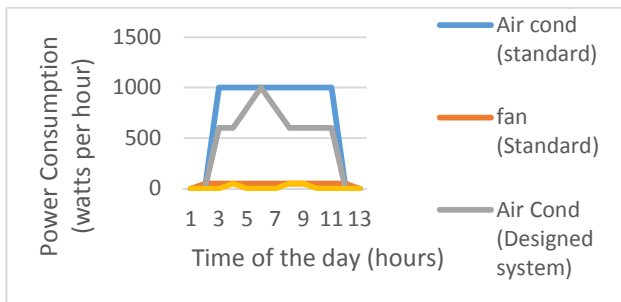 Power Consumption
(watts per hour)
1500
1000
500
0
1 3 5 7 9 11 13
Time of the day (hours)
Air cond
(standard)
fan
(Standard)
Air Cond
(Designed
system)